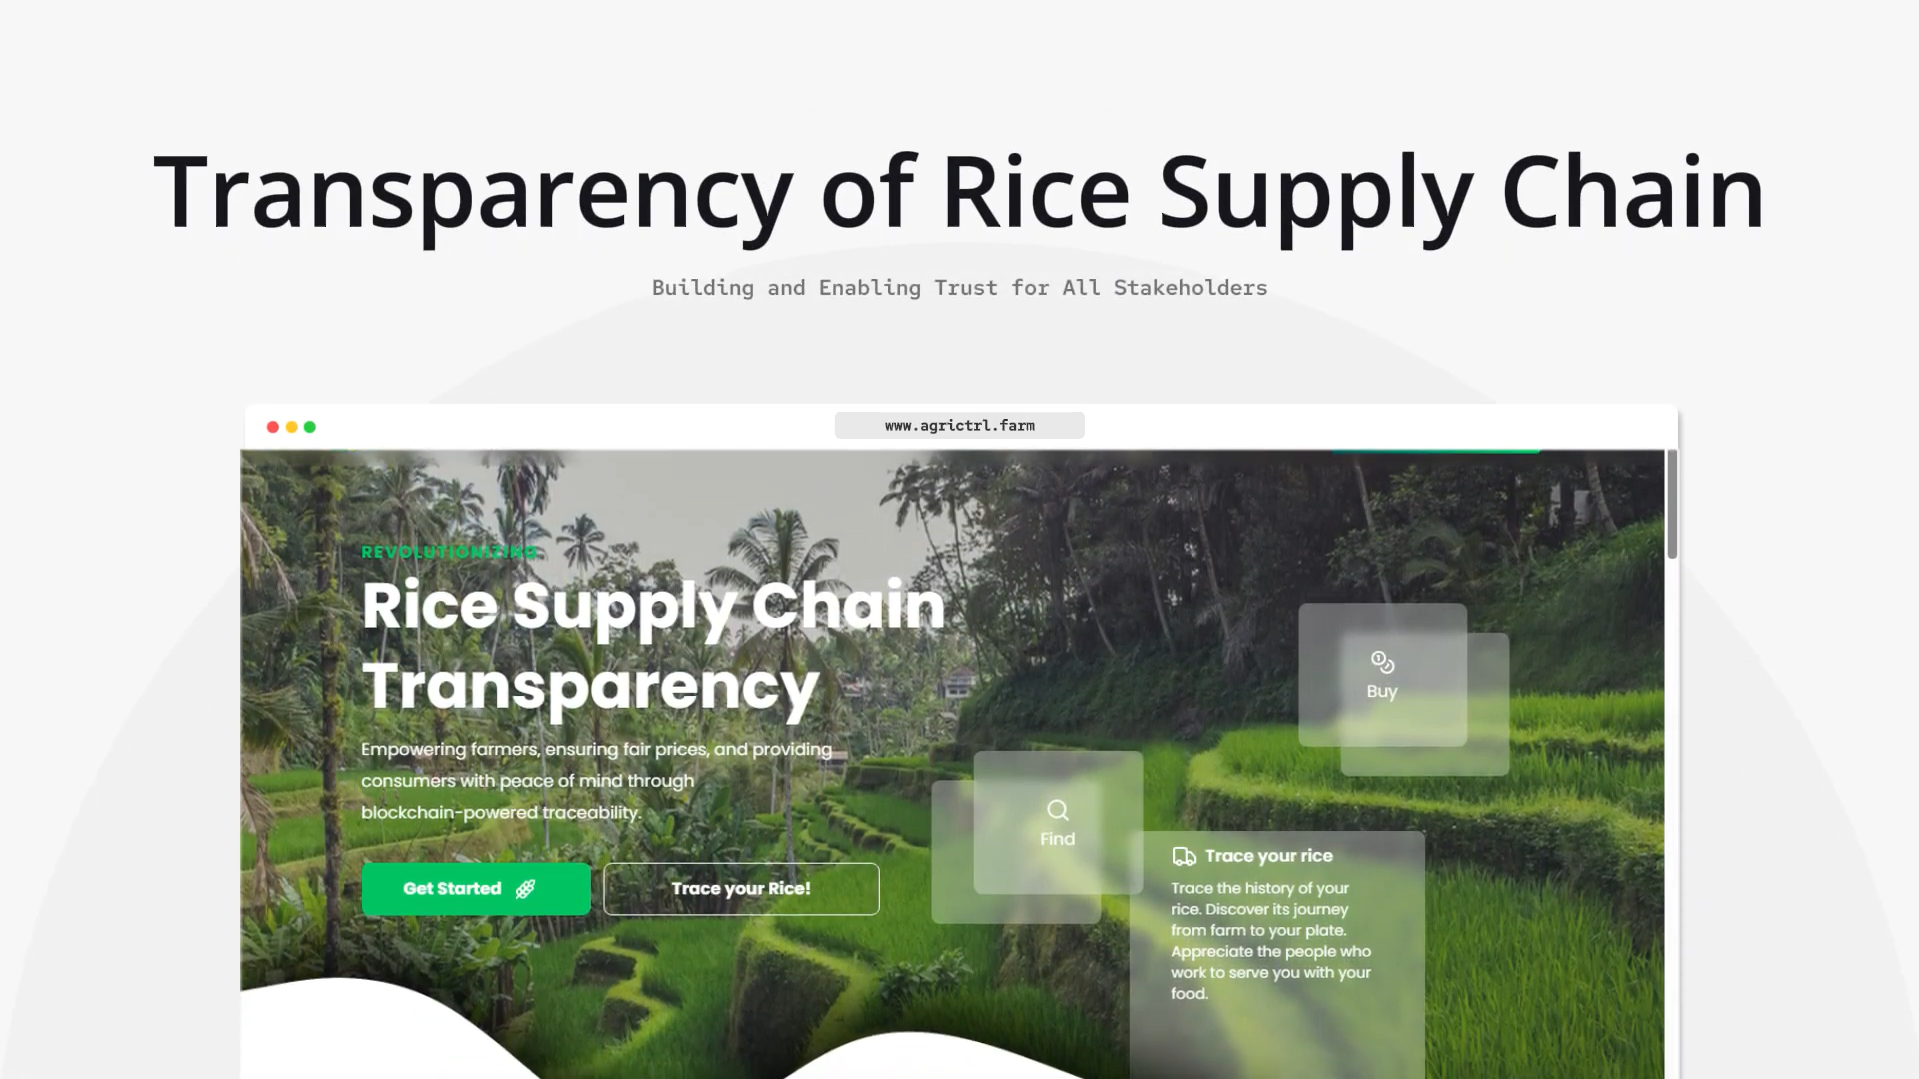 Transparency of Rice Supply Chain
Building and Enabling Trust for All Stakeholders
www.agrictrl.farm
REVOLUTIONIZING
Rice Supply Chain
Transparency
Empowering farmers, ensuring fair prices, and providing
consumers with peace of mind through
blockchain-powered traceability.
Get Started
Trace your Rice!
Buy
Find
Trace your rice
Trace the history of your
rice. Discover its journey
from farm to your plate.
Appreciate the people who
work to serve you with your
food.